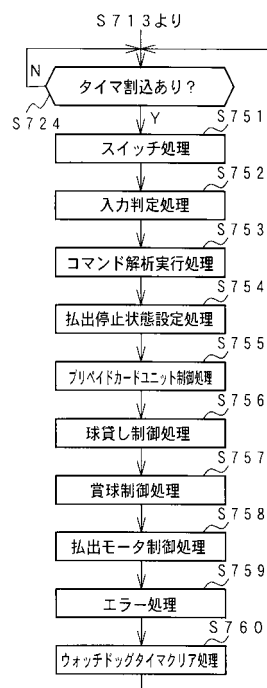 S713より
N
タイマ割込あり？
S724
Y
S751
スイッチ処理
S752
入力判定処理
S753
コマンド解析実行処理
S754
払出停止状態設定処理
S755
プリペイドカードユニット制御処理
S756
球貸し制御処理
S757
賞球制御処理
S758
払出モータ制御処理
S759
エラー処理
S760
ウォッチドッグタイマクリア処理